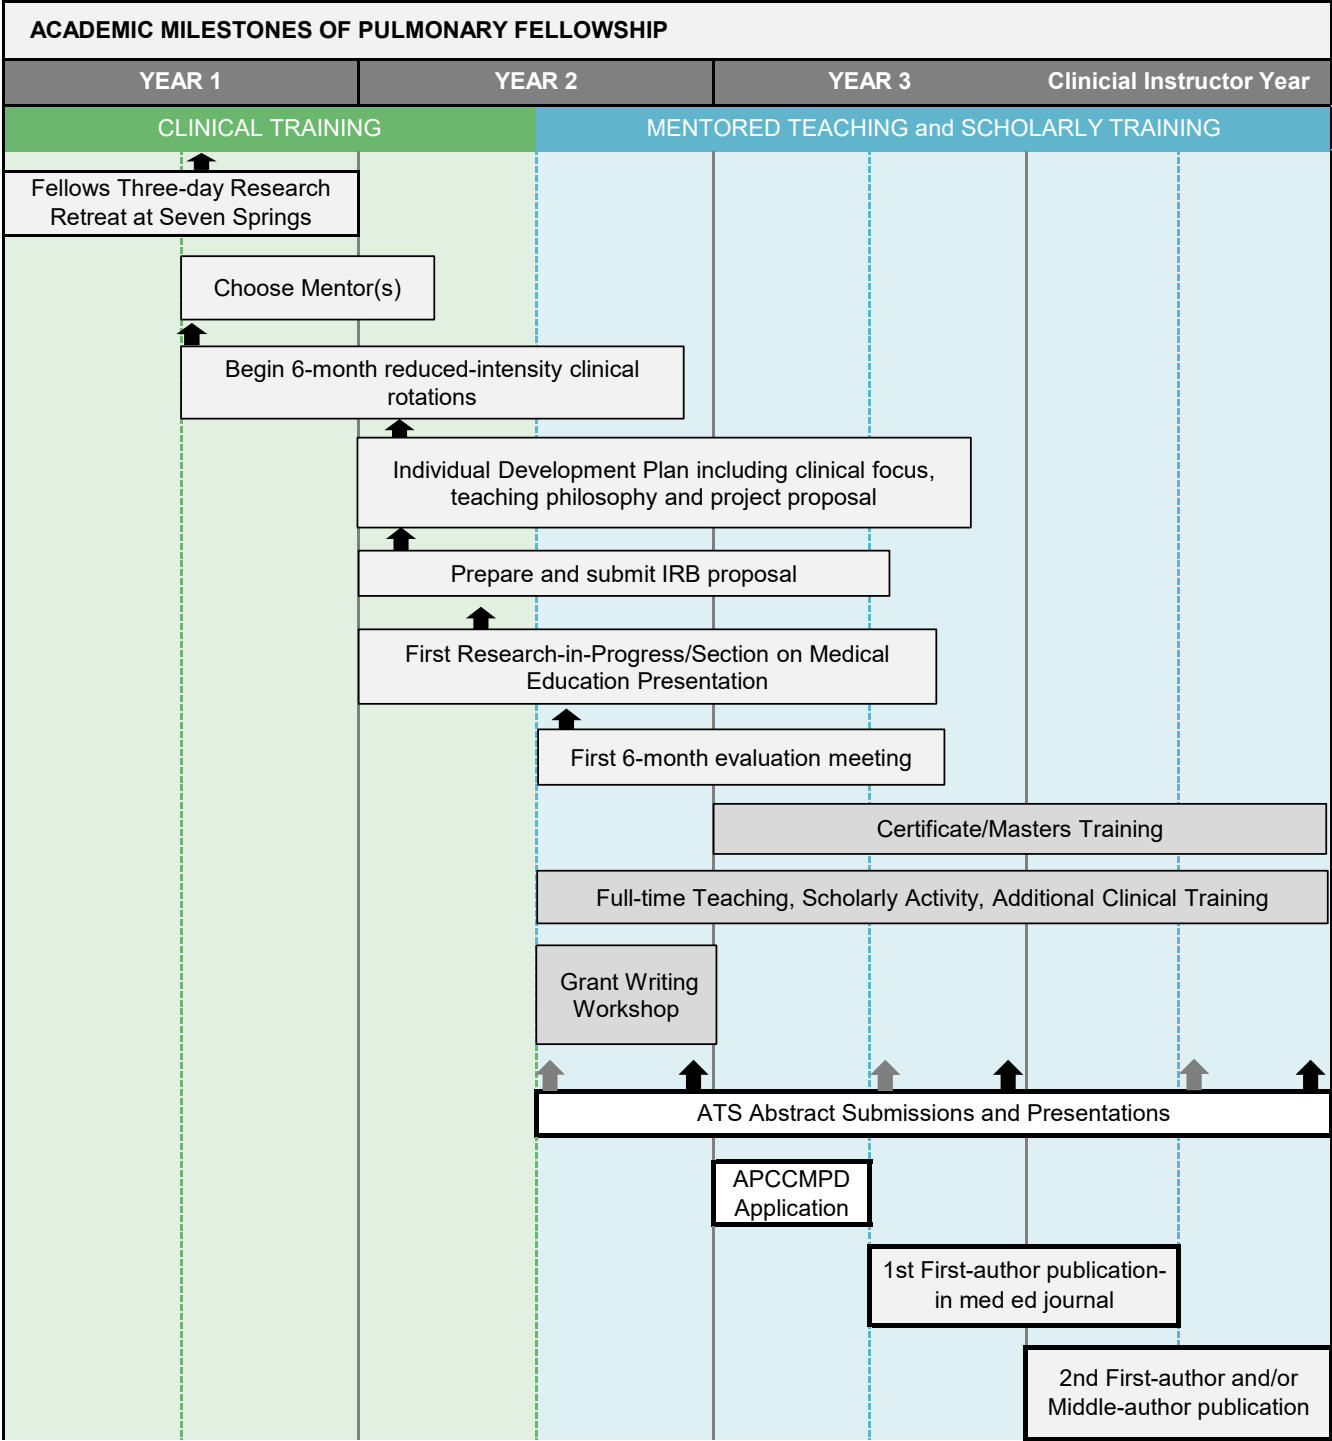 ACADEMIC MILESTONES OF PULMONARY FELLOWSHIP
YEAR 1
YEAR 2
YEAR 3
Clinicial Instructor Year
CLINICAL TRAINING
MENTORED TEACHING and SCHOLARLY TRAINING
Fellows Three-day Research
Retreat at Seven Springs
Choose Mentor(s)
Begin 6-month reduced-intensity clinical
rotations
Individual Development Plan including clinical focus,
teaching philosophy and project proposal
Prepare and submit IRB proposal
First Research-in-Progress/Section on Medical
Education Presentation
First 6-month evaluation meeting
Certificate/Masters Training
Full-time Teaching, Scholarly Activity, Additional Clinical Training
Grant Writing
Workshop
ATS Abstract Submissions and Presentations
APCCMPD
Application
1st First-author publication-
in med ed journal
2nd First-author and/or
Middle-author publication